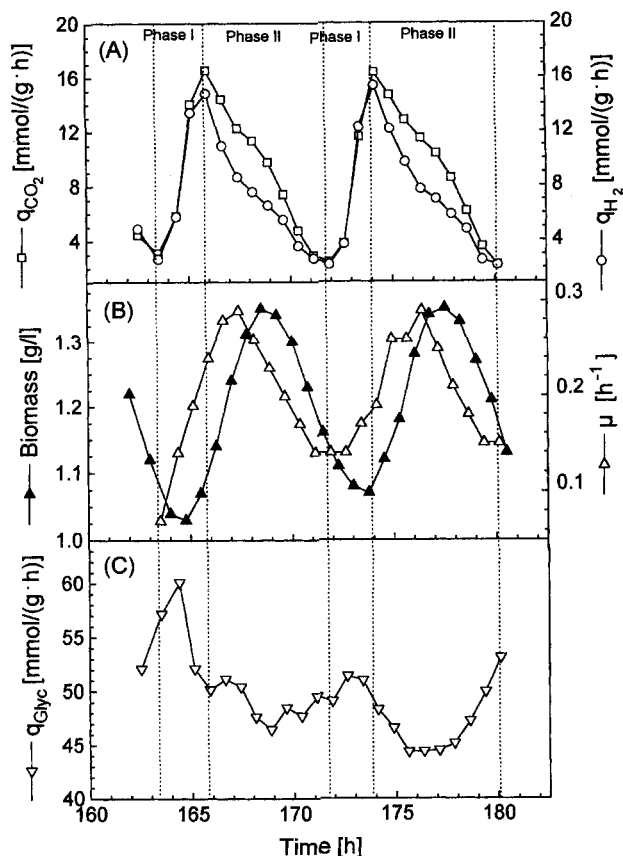 Phase I Phase II Phase I Phase II
(A)
20
16
12
8
4
q_CO2 [mmol/(g·h)]
20
16
12
8
4
q_H2 [mmol/(g·h)]
(B)
1.3
1.2
1.1
1.0
Biomass [g/l]
0.3
0.2
0.1
μ [h⁻¹]
(C)
60
55
50
45
40
q_Glyc [mmol/(g·h)]
160 165 170 175 180
Time [h]